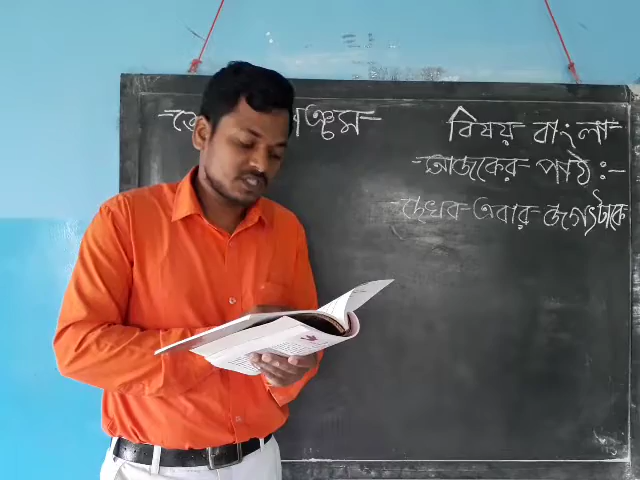 বিষয়- বাংলা
আজকের পাঠ:-
দেখব এবার জগৎটাকে